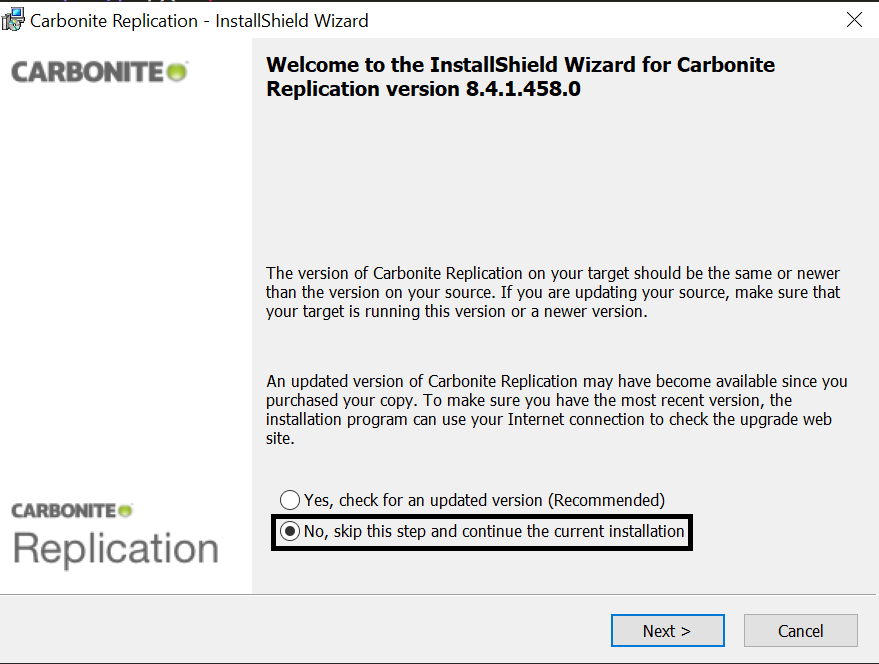 Carbonite Replication - InstallShield Wizard
CARBONITE
Welcome to the InstallShield Wizard for Carbonite
Replication version 8.4.1.458.0
The version of Carbonite Replication on your target should be the same or newer
than the version on your source. If you are updating your source, make sure that
your target is running this version or a newer version.
An updated version of Carbonite Replication may have become available since you
purchased your copy. To make sure you have the most recent version, the
installation program can use your Internet connection to check the upgrade web
site.
Yes, check for an updated version (Recommended)
No, skip this step and continue the current installation
CARBONITE
Replication
Next >
Cancel